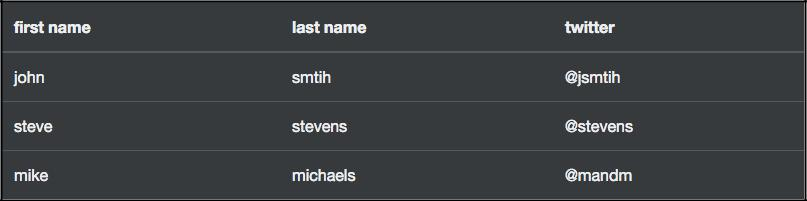 first name last name twitter
john smtih @jsmtih
steve stevens @stevens
mike michaels @mandm